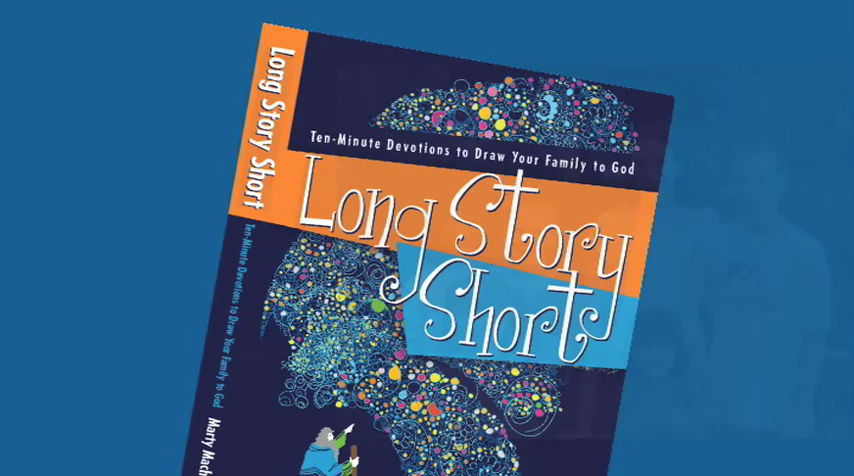 Long Story Short
Ten-Minute Devotions to Draw Your Family to God
Marty
Ten-Minute Devotions to Draw Your Family to God
Long Story
Short